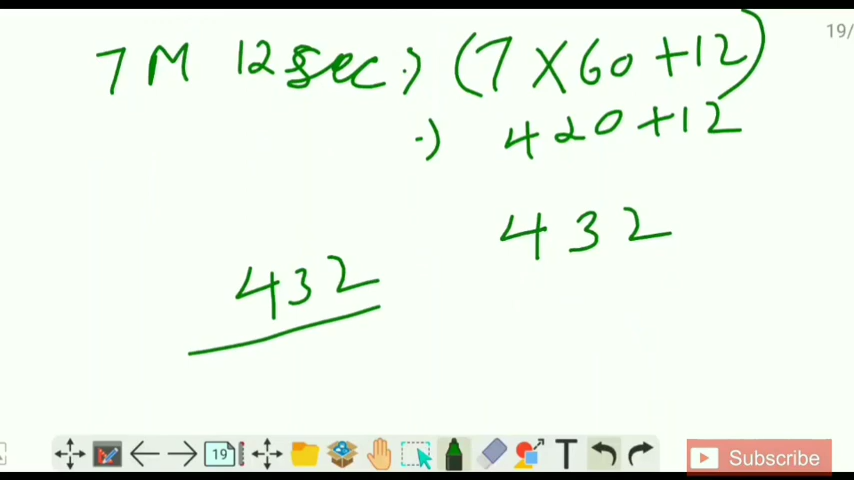 19/
7 M 12 sec ⇒ (7 X 60 + 12)
⇒ 420 + 12
432
432
19
T
Subscribe